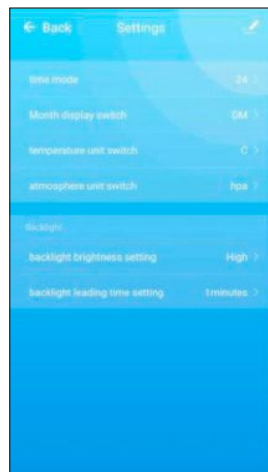 Back Settings
time mode 24
Month display switch DM
temperature unit switch C
atmosphere unit switch hpa
Backlight
backlight brightness setting High
backlight leading time setting 1minutes